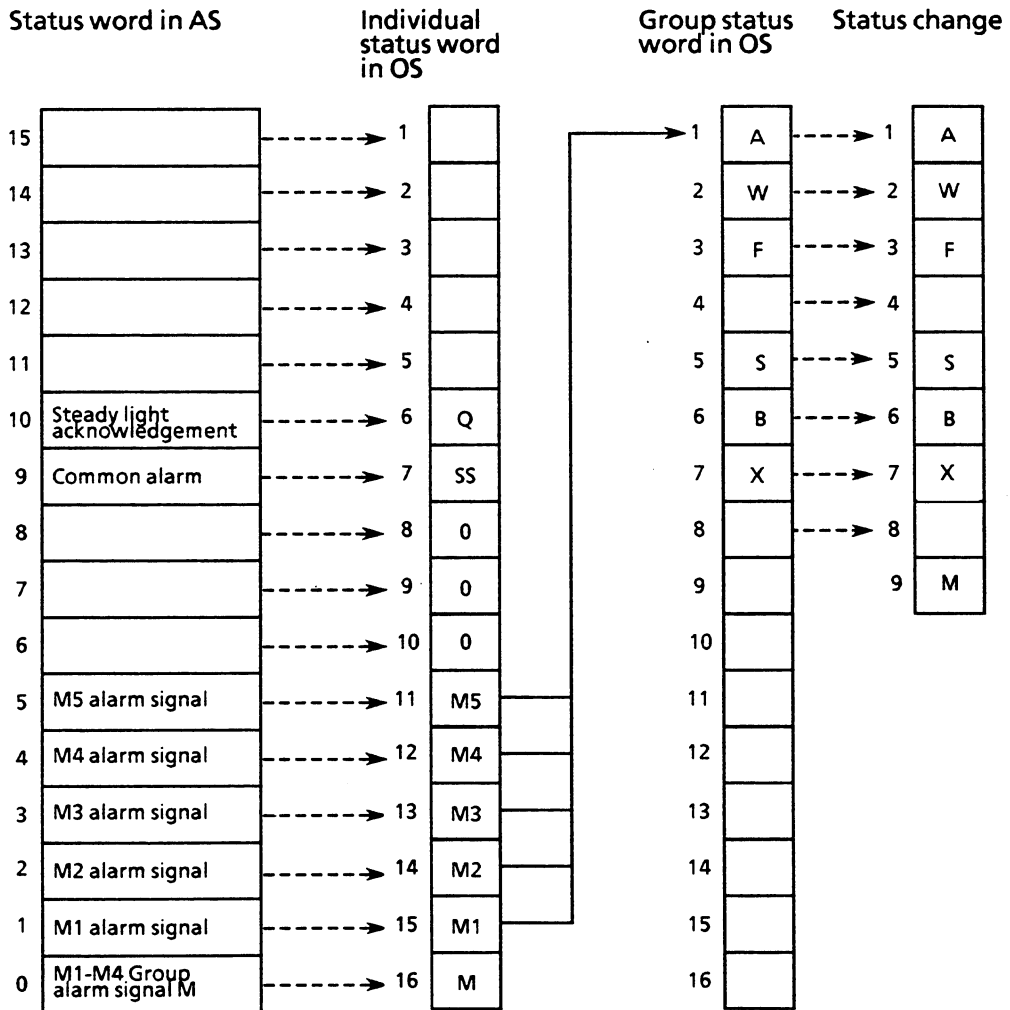 Status word in AS
Individual
status word
in OS
Group status
word in OS
Status change
15 1 1 A 1 A
14 2 2 W 2 W
13 3 3 F 3 F
12 4 4 4
11 5 5 S 5 S
10 Steady light
acknowledgement 6 Q 6 B 6 B
9 Common alarm 7 SS 7 X 7 X
8 8 0 8 8
7 9 0 9 9 M
6 10 0 10
5 M5 alarm signal 11 M5 11
4 M4 alarm signal 12 M4 12
3 M3 alarm signal 13 M3 13
2 M2 alarm signal 14 M2 14
1 M1 alarm signal 15 M1 15
0 M1-M4 Group
alarm signal M 16 M 16